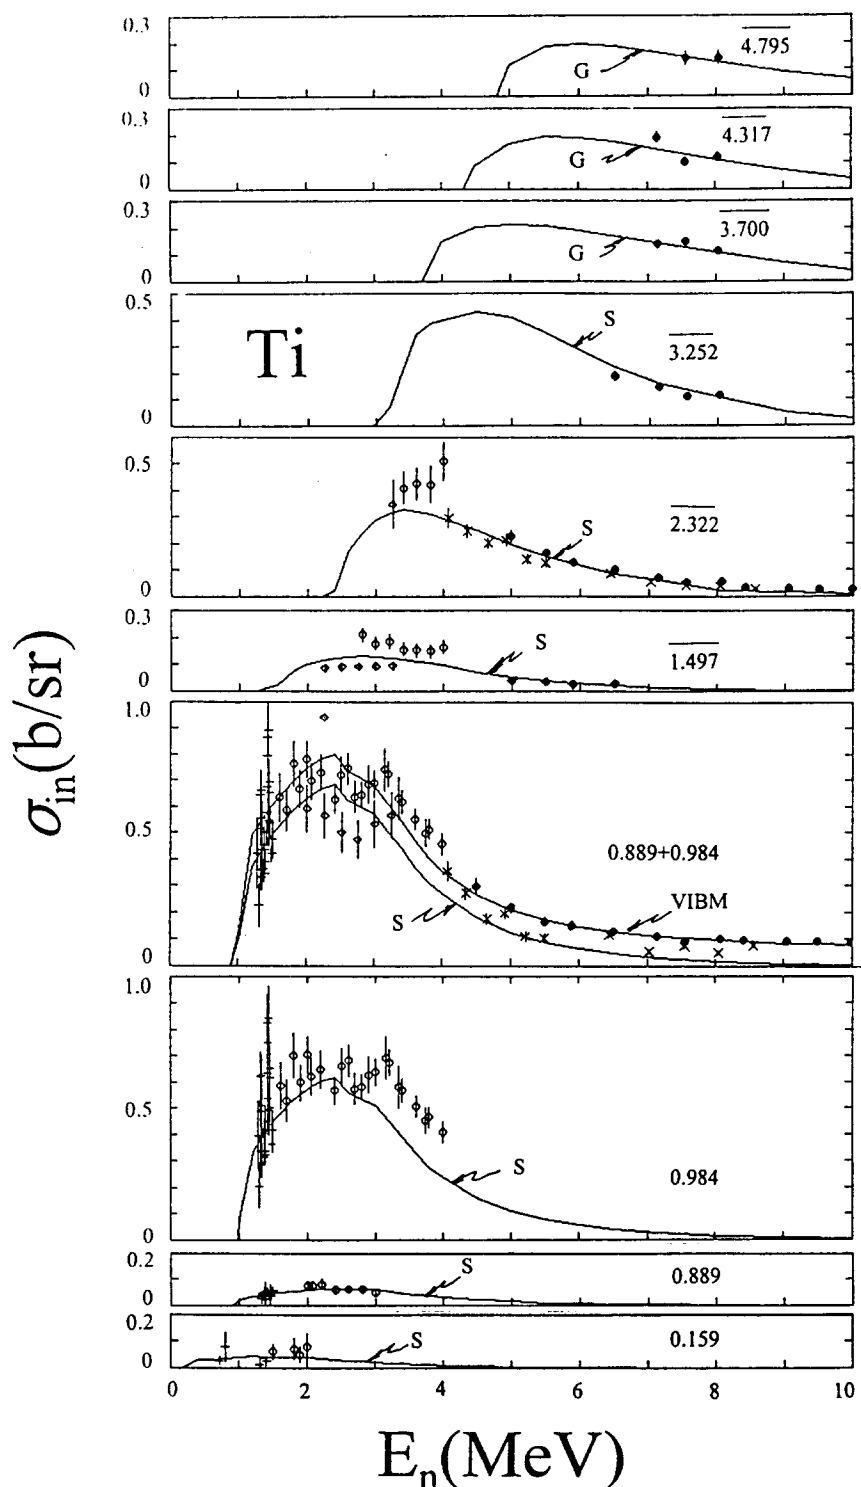 0.3
4.795
G
0
0.3
4.317
G
0
0.3
3.700
G
0
0.5
S
Ti
3.252
0
0.5
2.322
S
0
0.3
S
1.497
0
1.0
0.5
0.889+0.984
VIBM
S
0
1.0
0.5
S
0.984
0
0.2
S
0.889
0
0.2
S
0.159
0
0 2 4 6 8 10
σin(b/sr)
En(MeV)